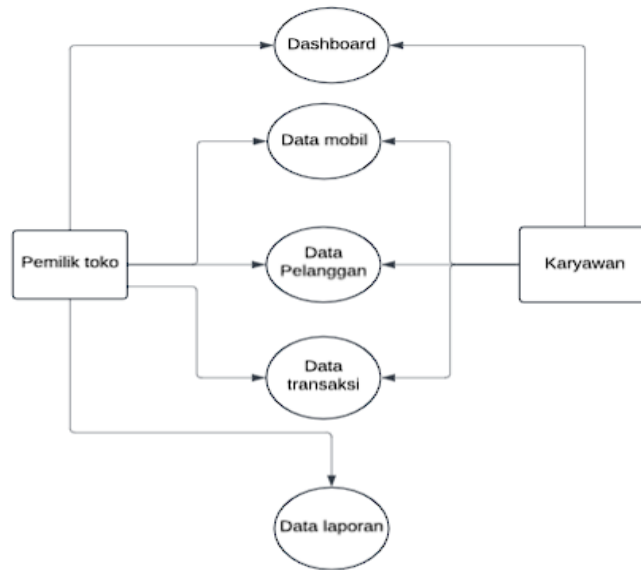 Dashboard
Data mobil
Pemilik toko
Data
Pelanggan
Karyawan
Data
transaksi
Data laporan